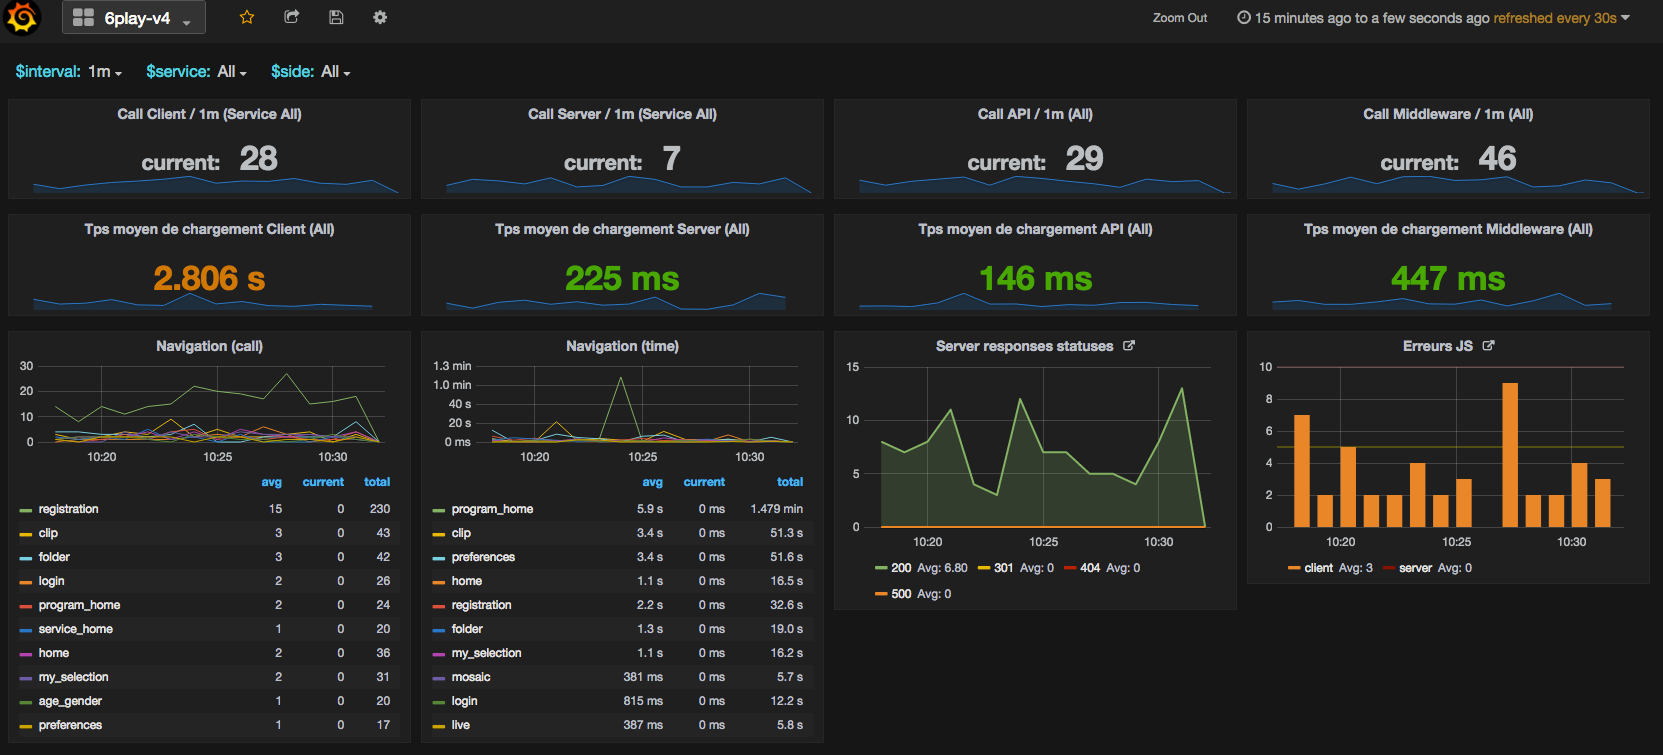 6play-v4
Zoom Out
15 minutes ago to a few seconds ago refreshed every 30s
$interval: 1m
$service: All
$side: All
Call Client / 1m (Service All)
current: 28
Call Server / 1m (Service All)
current: 7
Call API / 1m (All)
current: 29
Call Middleware / 1m (All)
current: 46
Tps moyen de chargement Client (All)
2.806 s
Tps moyen de chargement Server (All)
225 ms
Tps moyen de chargement API (All)
146 ms
Tps moyen de chargement Middleware (All)
447 ms
Navigation (call)
30
20
10
0
10:20 10:25 10:30
avg current total
registration 15 0 230
clip 3 0 43
folder 3 0 42
login 2 0 26
program_home 2 0 24
service_home 1 0 20
home 2 0 36
my_selection 2 0 31
age_gender 1 0 20
preferences 1 0 17
Navigation (time)
1.3 min
1.0 min
40 s
20 s
0 ms
10:20 10:25 10:30
avg current total
program_home 5.9 s 0 ms 1.479 min
clip 3.4 s 0 ms 51.3 s
preferences 3.4 s 0 ms 51.6 s
home 1.1 s 0 ms 16.5 s
registration 2.2 s 0 ms 32.6 s
folder 1.3 s 0 ms 19.0 s
my_selection 1.1 s 0 ms 16.2 s
mosaic 381 ms 0 ms 5.7 s
login 815 ms 0 ms 12.2 s
live 387 ms 0 ms 5.8 s
Server responses statuses
15
10
5
0
10:20 10:25 10:30
200 Avg: 6.80 301 Avg: 0 404 Avg: 0
500 Avg: 0
Erreurs JS
10
8
6
4
2
0
10:20 10:25 10:30
client Avg: 3 server Avg: 0